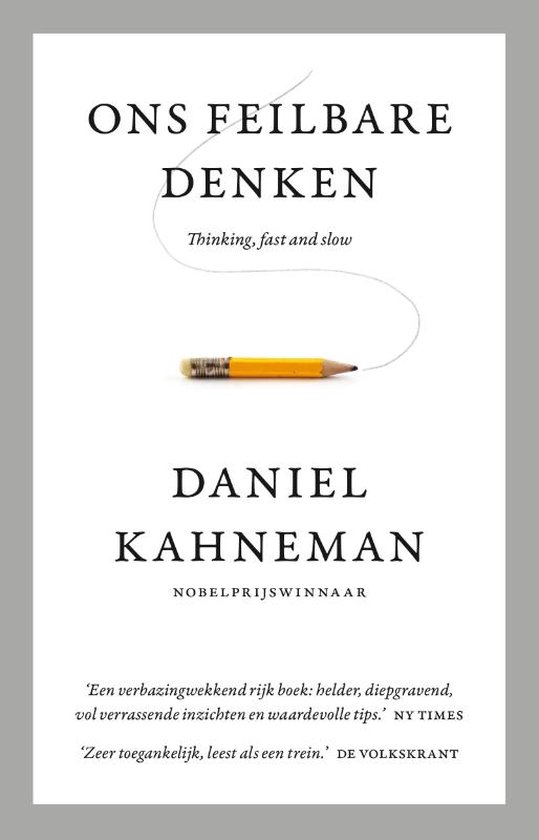 ONS FEILBARE
DENKEN
Thinking, fast and slow
DANIEL
KAHNEMAN
NOBELPRIJSWINNAAR
‘Een verbazingwekkend rijk boek: helder, diepgravend,
vol verrassende inzichten en waardevolle tips.’ NY TIMES
‘Zeer toegankelijk, leest als een trein.’ DE VOLKSKRANT